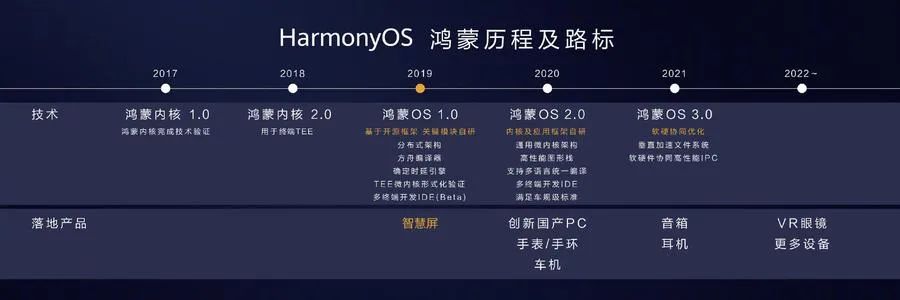 HarmonyOS 鸿蒙历程及路标
2017 2018 2019 2020 2021 2022~
技术
鸿蒙内核 1.0
鸿蒙内核完成技术验证
鸿蒙内核 2.0
用于终端TEE
鸿蒙OS 1.0
基于开源框架 关键模块自研
分布式架构
方舟编译器
确定时延引擎
TEE微内核形式化验证
多终端开发IDE(Beta)
鸿蒙OS 2.0
内核及应用框架自研
通用微内核架构
高性能图形栈
支持多语言统一编译
多终端开发IDE
满足车规级标准
鸿蒙OS 3.0
软硬协同优化
垂直加速文件系统
软硬件协同高性能IPC
落地产品
智慧屏
创新国产PC
手表/手环
车机
音箱
耳机
VR眼镜
更多设备